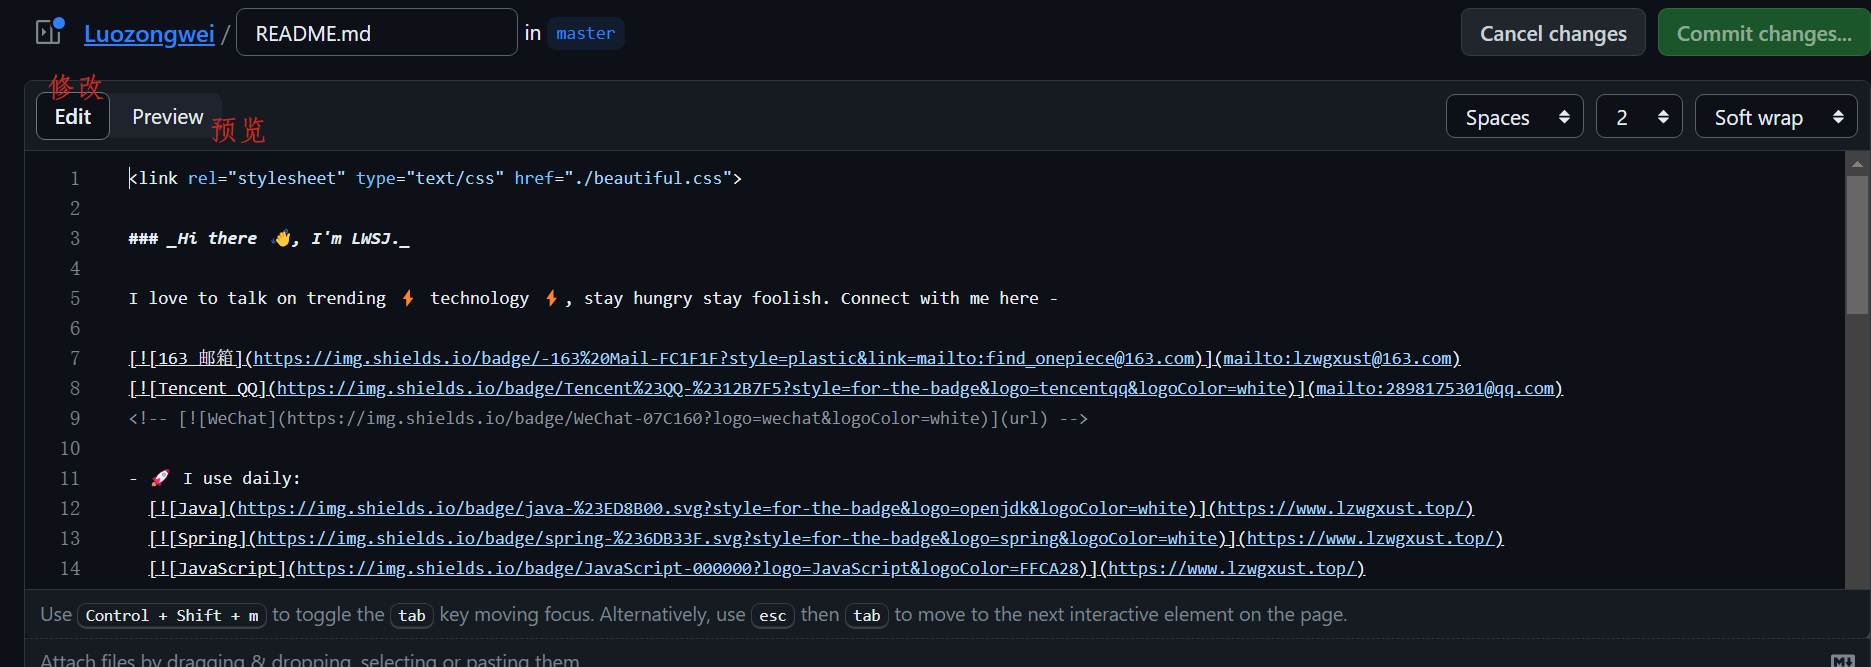 Luozongwei / README.md in master Cancel changes Commit changes...
修改
Edit Preview Spaces 2 Soft wrap
预览
1 <link rel="stylesheet" type="text/css" href="./beautiful.css">
2
3 ### _Hi there 👋, I'm LWSJ._
4
5 I love to talk on trending ⚡ technology ⚡, stay hungry stay foolish. Connect with me here -
6
7 [![163 邮箱](https://img.shields.io/badge/-163%20Mail-FC1F1F?style=plastic&link=mailto:find_onepiece@163.com)](mailto:lzwgxust@163.com)
8 [![Tencent QQ](https://img.shields.io/badge/Tencent%23QQ-%2312B7F5?style=for-the-badge&logo=tencentqq&logoColor=white)](mailto:2898175301@qq.com)
9 <!-- [![WeChat](https://img.shields.io/badge/WeChat-07C160?logo=wechat&logoColor=white)](url) -->
10
11 - 🚀 I use daily:
12 [![Java](https://img.shields.io/badge/java-%23ED8B00.svg?style=for-the-badge&logo=openjdk&logoColor=white)](https://www.lzwgxust.top/)
13 [![Spring](https://img.shields.io/badge/spring-%236DB33F.svg?style=for-the-badge&logo=spring&logoColor=white)](https://www.lzwgxust.top/)
14 [![JavaScript](https://img.shields.io/badge/JavaScript-000000?logo=JavaScript&logoColor=FFCA28)](https://www.lzwgxust.top/)
Use Control + Shift + m to toggle the tab key moving focus. Alternatively, use esc then tab to move to the next interactive element on the page.
Attach files by dragging & dropping, selecting or pasting them.